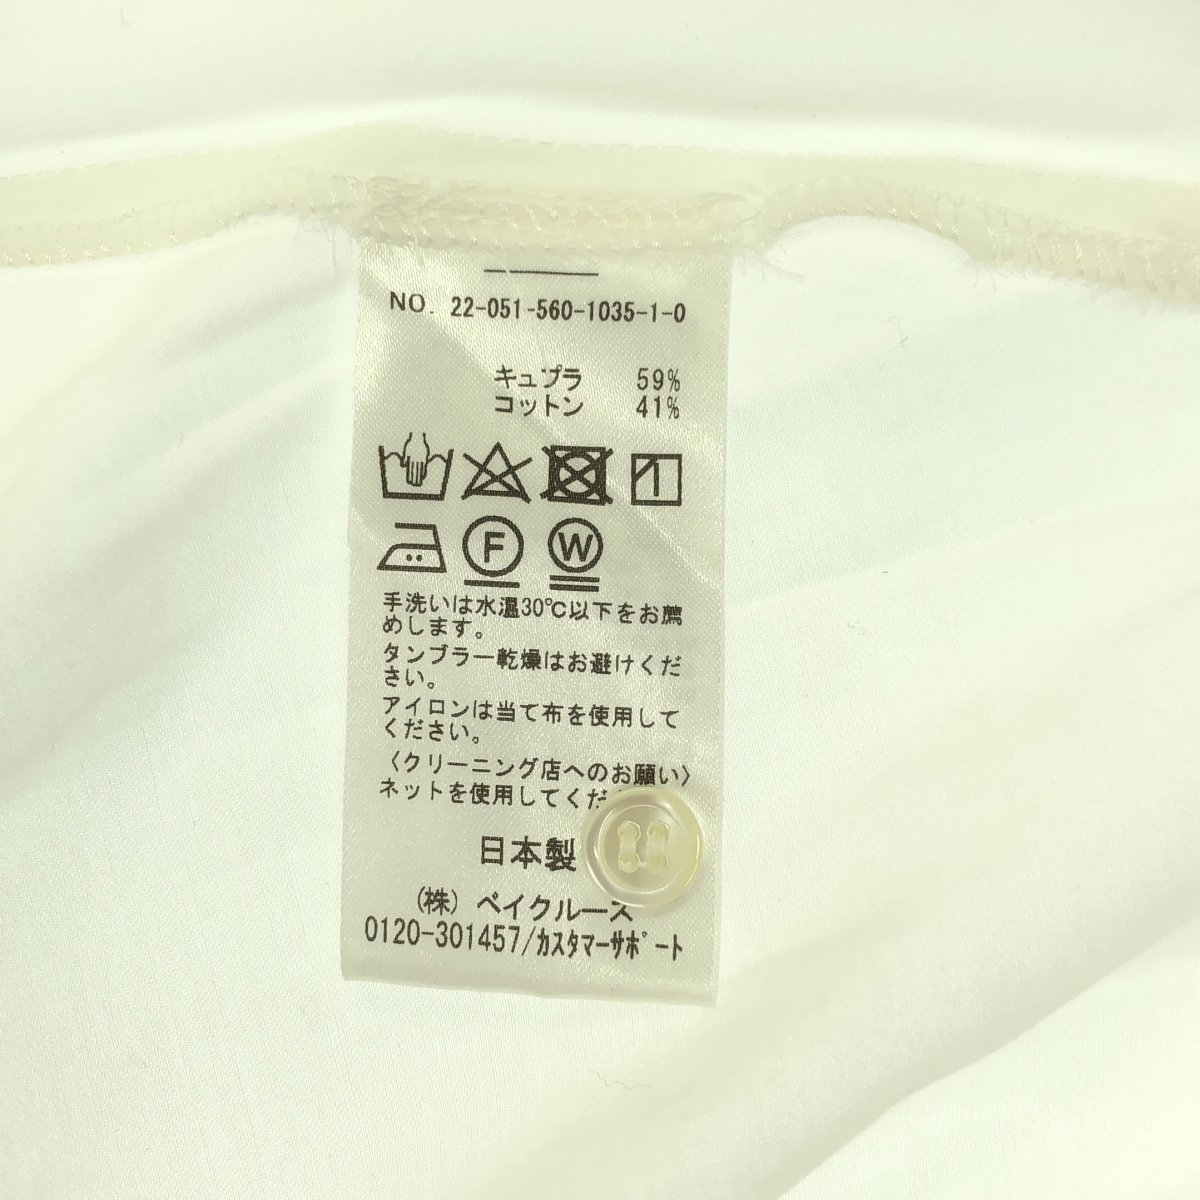 NO. 22-051-560-1035-1-0
キュプラ 59%
コットン 41%
F W
手洗いは水温30℃以下をお薦
めします。
タンブラー乾燥はお避けくだ
さい。
アイロンは当て布を使用して
ください。
〈クリーニング店へのお願い〉
ネットを使用してくだ
日本製
(株) ベイクルーズ
0120-301457/カスタマーサポート